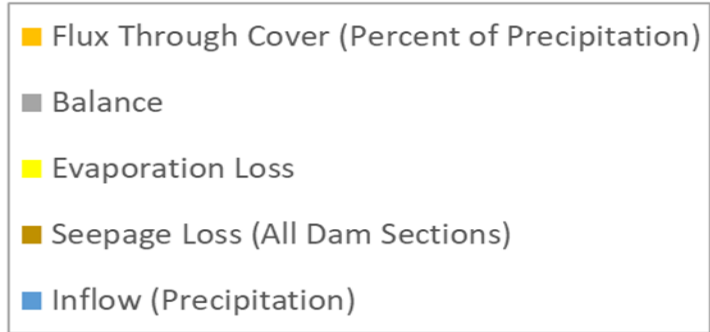 Flux Through Cover (Percent of Precipitation)
Balance
Evaporation Loss
Seepage Loss (All Dam Sections)
Inflow (Precipitation)